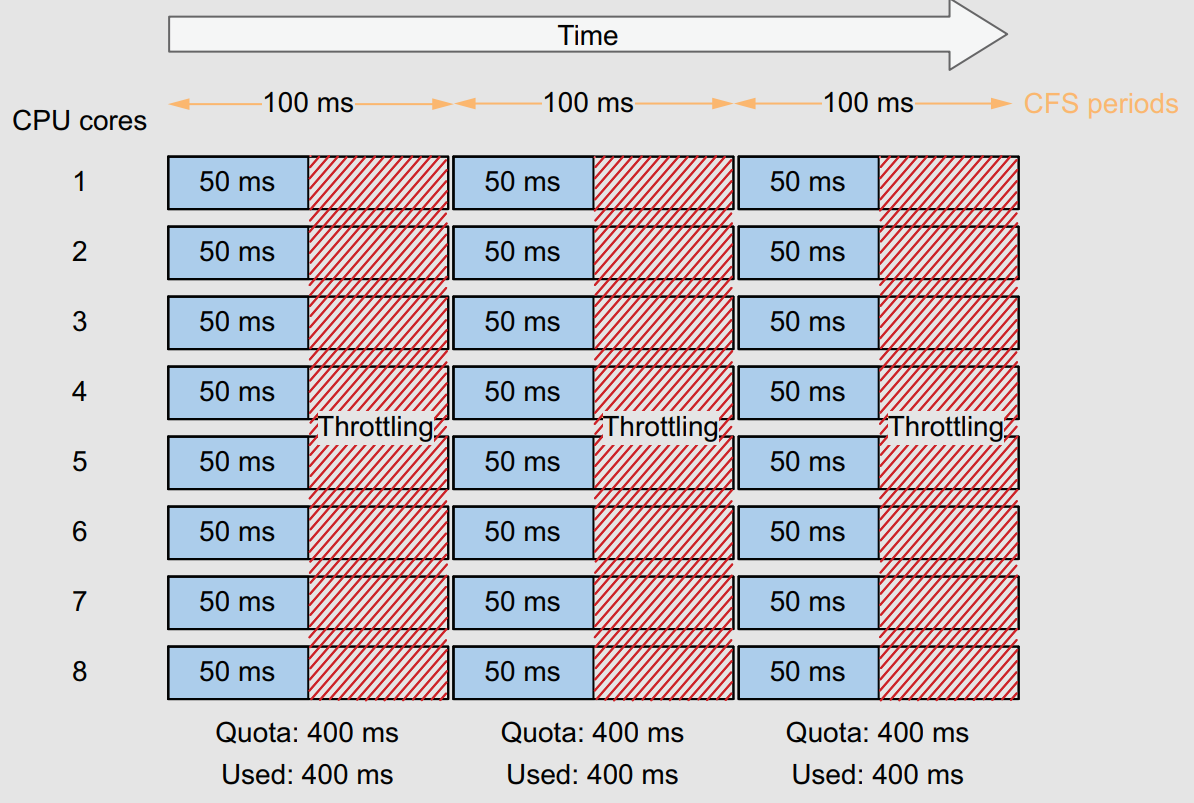 Time
100 ms 100 ms 100 ms CFS periods
CPU cores
1 50 ms 50 ms 50 ms
2 50 ms 50 ms 50 ms
3 50 ms 50 ms 50 ms
4 50 ms 50 ms 50 ms
Throttling Throttling Throttling
5 50 ms 50 ms 50 ms
6 50 ms 50 ms 50 ms
7 50 ms 50 ms 50 ms
8 50 ms 50 ms 50 ms
Quota: 400 ms Quota: 400 ms Quota: 400 ms
Used: 400 ms Used: 400 ms Used: 400 ms